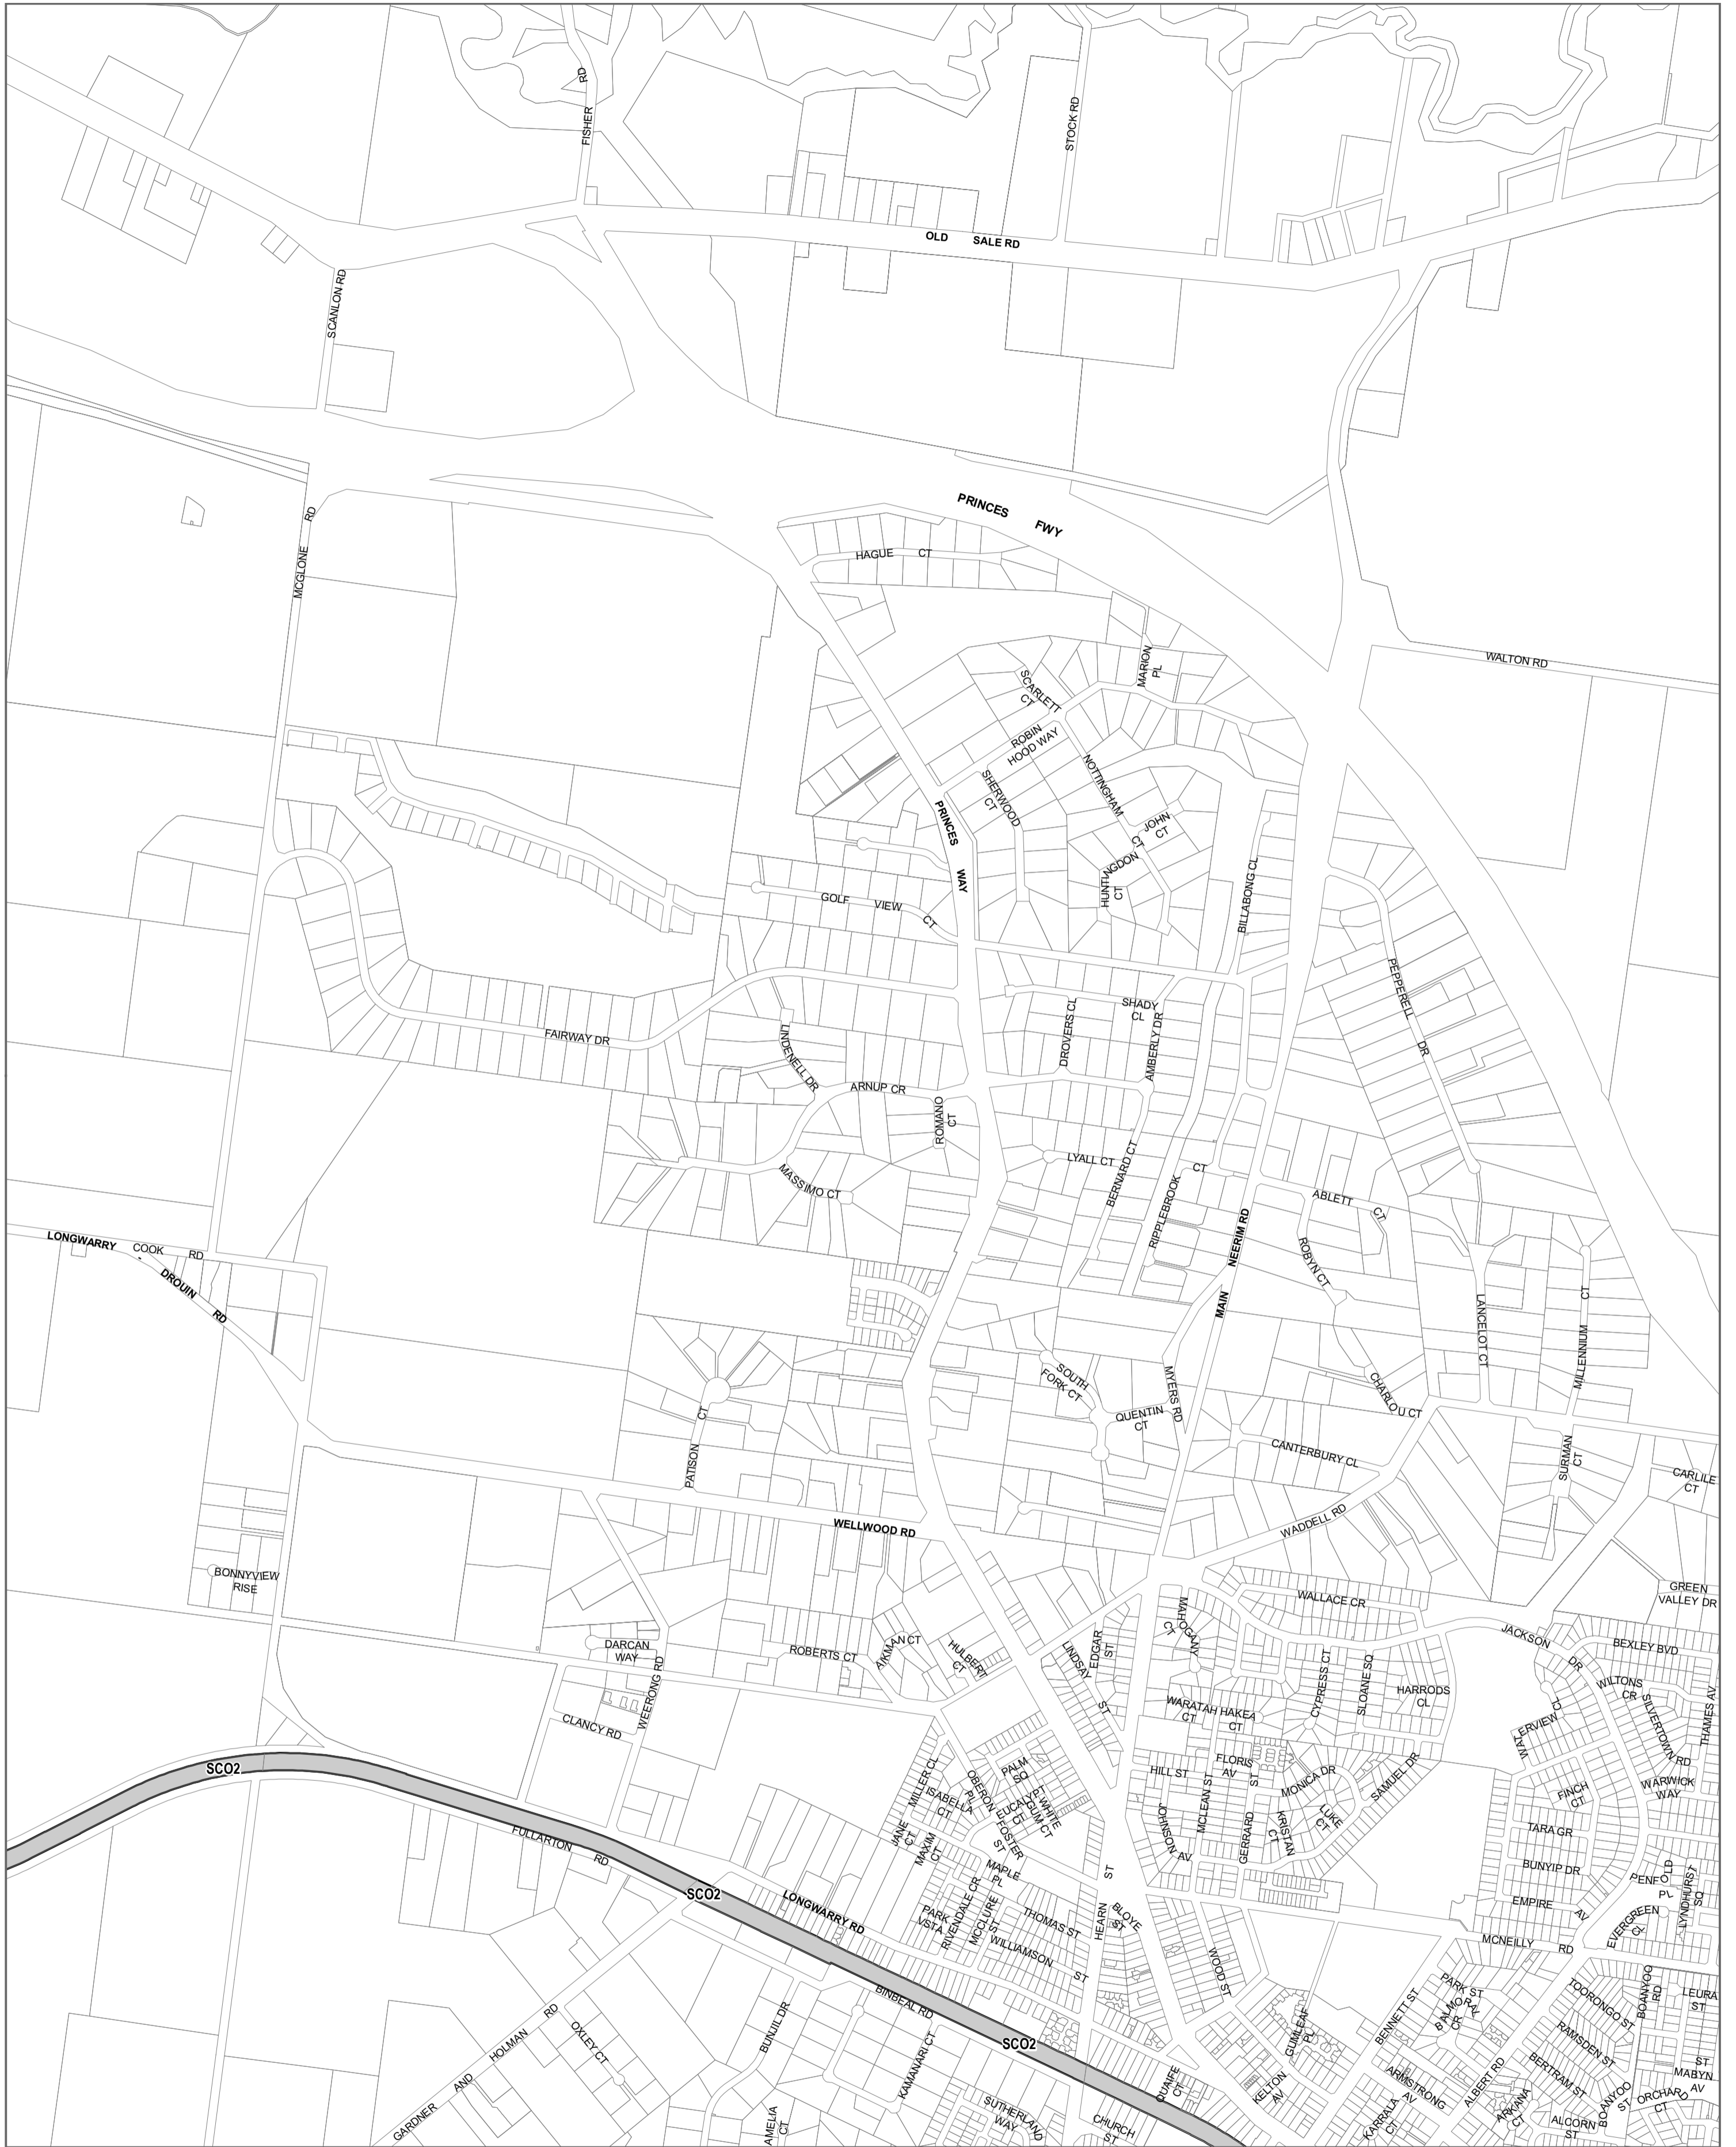 FISHER RD
STOCK RD
OLD SALE RD
SCANLON RD
PRINCES FWY
HAGUE CT
MCGLONE RD
WALTON RD
MARION PL
SCARLETT CT
ROBIN HOOD WAY
NOTTINGHAM CT
SHERWOOD CT
JOHN CT
PRINCES WAY
HUNTINGDON CT
BILLABONG CL
GOLF VIEW CT
PEPPERELL DR
SHADY CL
DROVERS CL
AMBERLY DR
FAIRWAY DR
LINDENELL DR
ARNUP CR
ROMANO CT
LYALL CT
BERNARD CT
MASSIMO CT
RIPPLEBROOK CT
ABLETT CT
NEERIM RD
LONGWARRY - DROUIN RD
COOK RD
ROBYN CT
MAIN
LANCELOT CT
MILLENNIUM CT
SOUTH FORK CT
MYERS RD
CHARLOU CT
QUENTIN CT
PATISON CT
CANTERBURY CL
SURMAN CT
CARLILE CT
WADDELL RD
WELLWOOD RD
BONNYVIEW RISE
GREEN VALLEY DR
WALLACE CR
MAHOGANY CT
JACKSON DR
BEXLEY BVD
DARCAN WAY
ROBERTS CT
AIKMAN CT
HULBERT CT
LINDSAY ST
EDGAR ST
CYPRESS CT
SLOANE SQ
HARRODS CL
WILTONS CR
WEERONG RD
CLANCY RD
WARATAH CT
HAKEA CT
ERVIEW
CL
WAY
SILVERTOWN RD
THAMES AV
SCO2
MILLER CL
PALM SQ
OBERON PL
HILL ST
FLORIS AV
MONICA DR
SAMUEL DR
FINCH CT
WARWICK WAY
ISABELLA CT
EUCALYPT CT
WHITE GUM CT
FOSTER ST
JOHNSON AV
MCLEAN ST
GERRARD ST
KRISTAN CT
LUKE CT
TARA GR
JANE CT
MAXIM CT
FULLARTON RD
MAPLE PL
BUNYIP DR
PENFOLD PL
LYNDHURST SQ
SCO2
LONGWARRY RD
PARK VSTA
RIVENDALE CR
MCCLURE ST
THOMAS ST
WILLIAMSON ST
HEARN ST
BLOYE ST
EMPIRE AV
EVERGREEN CL
MCNEILLY RD
WOOD ST
BINBEAL RD
SCO2
PARK ST
BALMORAL CR
BENNETT ST
TOORONGO ST
BOANYOO RD
LEURA ST
GUMLEAF PL
RAMSDEN ST
BUNJIL DR
OXLEY CT
GARDNER AND HOLMAN RD
KAMANARI CT
QUAIFE CT
KELTON AV
ARMSTRONG AV
ALBERT RD
BERTRAM ST
ST
MABYN AV
ORCHARD CT
BOANYOO ST
ARKANA CT
ALCORN ST
KARRALA CT
AMELIA CT
SUTHERLAND WAY
CHURCH ST